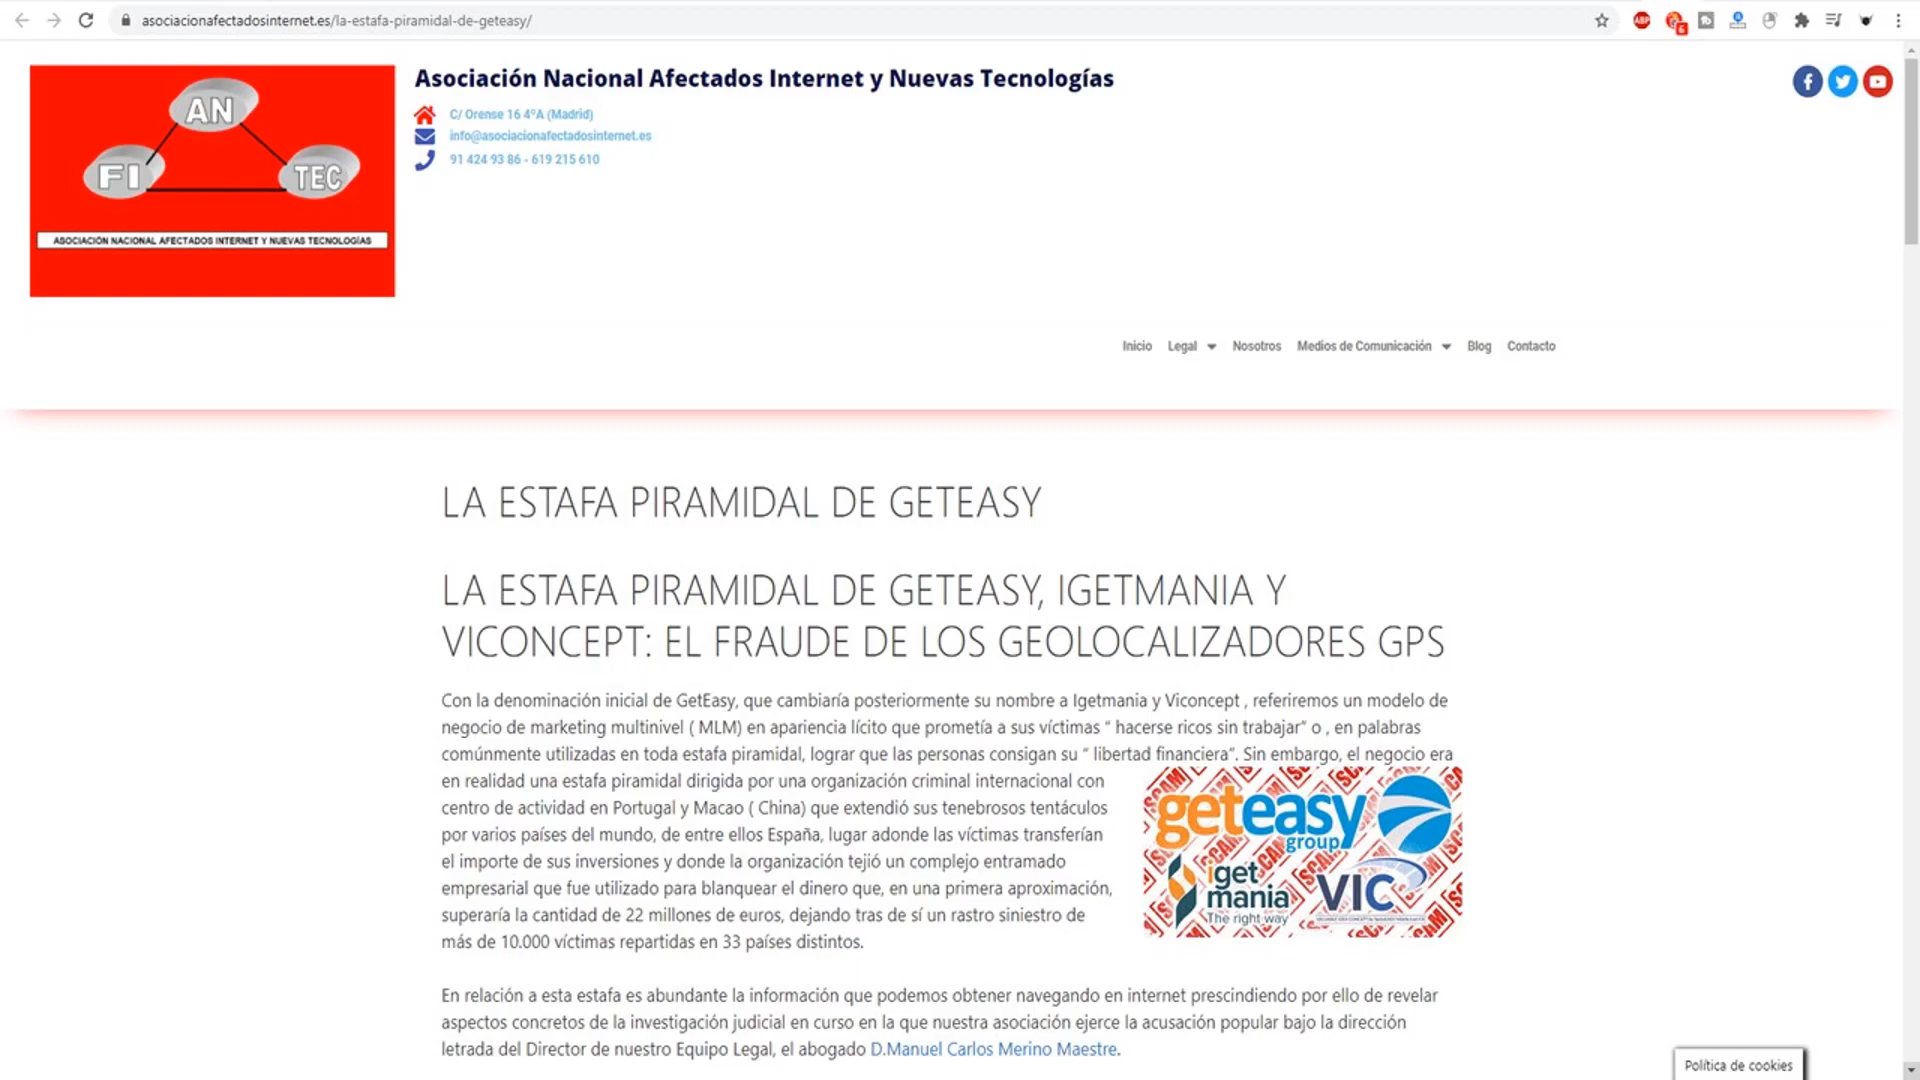 asociacionafectadosinternet.es/la-estafa-piramidal-de-geteasy/
ABP
6
AN
FI
TEC
ASOCIACIÓN NACIONAL AFECTADOS INTERNET Y NUEVAS TECNOLOGÍAS
Asociación Nacional Afectados Internet y Nuevas Tecnologías
C/ Orense 16 4ºA (Madrid)
info@asociacionafectadosinternet.es
91 424 93 86 - 619 215 610
Inicio Legal Nosotros Medios de Comunicación Blog Contacto
LA ESTAFA PIRAMIDAL DE GETEASY
LA ESTAFA PIRAMIDAL DE GETEASY, IGETMANIA Y
VICONCEPT: EL FRAUDE DE LOS GEOLOCALIZADORES GPS
Con la denominación inicial de GetEasy, que cambiaría posteriormente su nombre a Igetmania y Viconcept , referiremos un modelo de
negocio de marketing multinivel ( MLM) en apariencia lícito que prometía a sus víctimas “ hacerse ricos sin trabajar” o , en palabras
comúnmente utilizadas en toda estafa piramidal, lograr que las personas consigan su “ libertad financiera”. Sin embargo, el negocio era
en realidad una estafa piramidal dirigida por una organización criminal internacional con
centro de actividad en Portugal y Macao ( China) que extendió sus tenebrosos tentáculos
por varios países del mundo, de entre ellos España, lugar adonde las víctimas transferían
el importe de sus inversiones y donde la organización tejió un complejo entramado
empresarial que fue utilizado para blanquear el dinero que, en una primera aproximación,
superaría la cantidad de 22 millones de euros, dejando tras de sí un rastro siniestro de
más de 10.000 víctimas repartidas en 33 países distintos.
geteasy
group
iget
mania
The right way
VIC
SCAM
En relación a esta estafa es abundante la información que podemos obtener navegando en internet prescindiendo por ello de revelar
aspectos concretos de la investigación judicial en curso en la que nuestra asociación ejerce la acusación popular bajo la dirección
letrada del Director de nuestro Equipo Legal, el abogado D.Manuel Carlos Merino Maestre.
Política de cookies